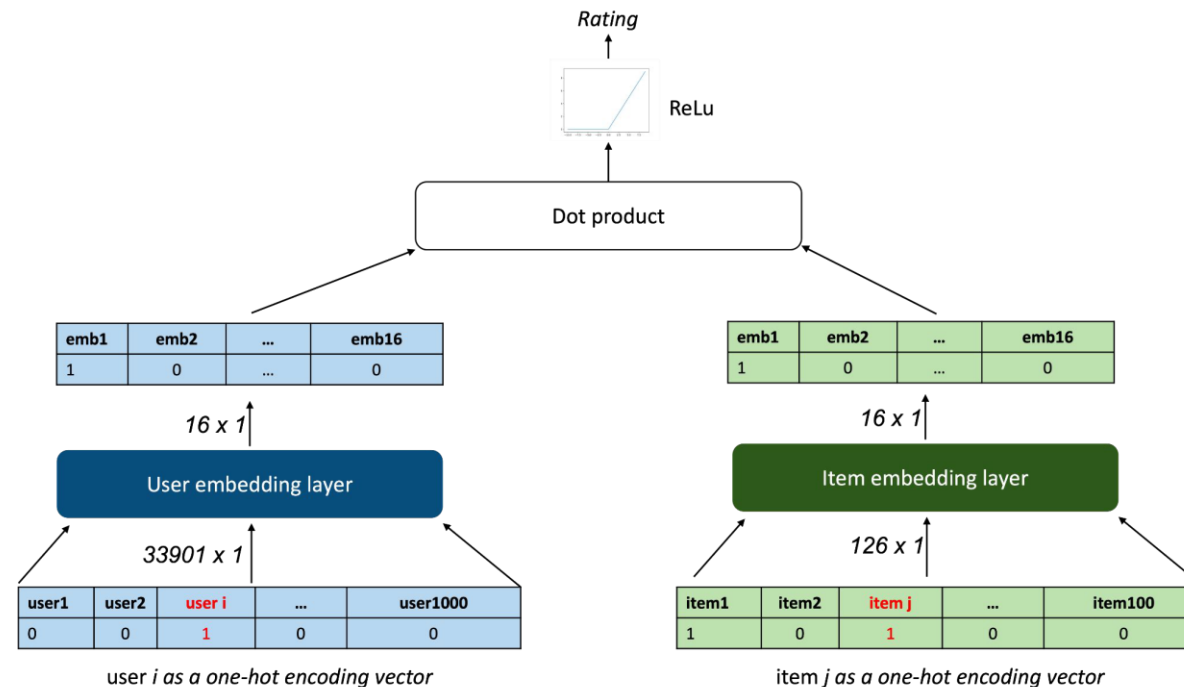 Rating
ReLu
Dot product
emb1 emb2 ... emb16
1 0 ... 0
emb1 emb2 ... emb16
1 0 ... 0
16 x 1
16 x 1
User embedding layer
Item embedding layer
33901 x 1
126 x 1
user1 user2 user i ... user1000
0 0 1 0 0
item1 item2 item j ... item100
1 0 1 0 0
user i as a one-hot encoding vector
item j as a one-hot encoding vector